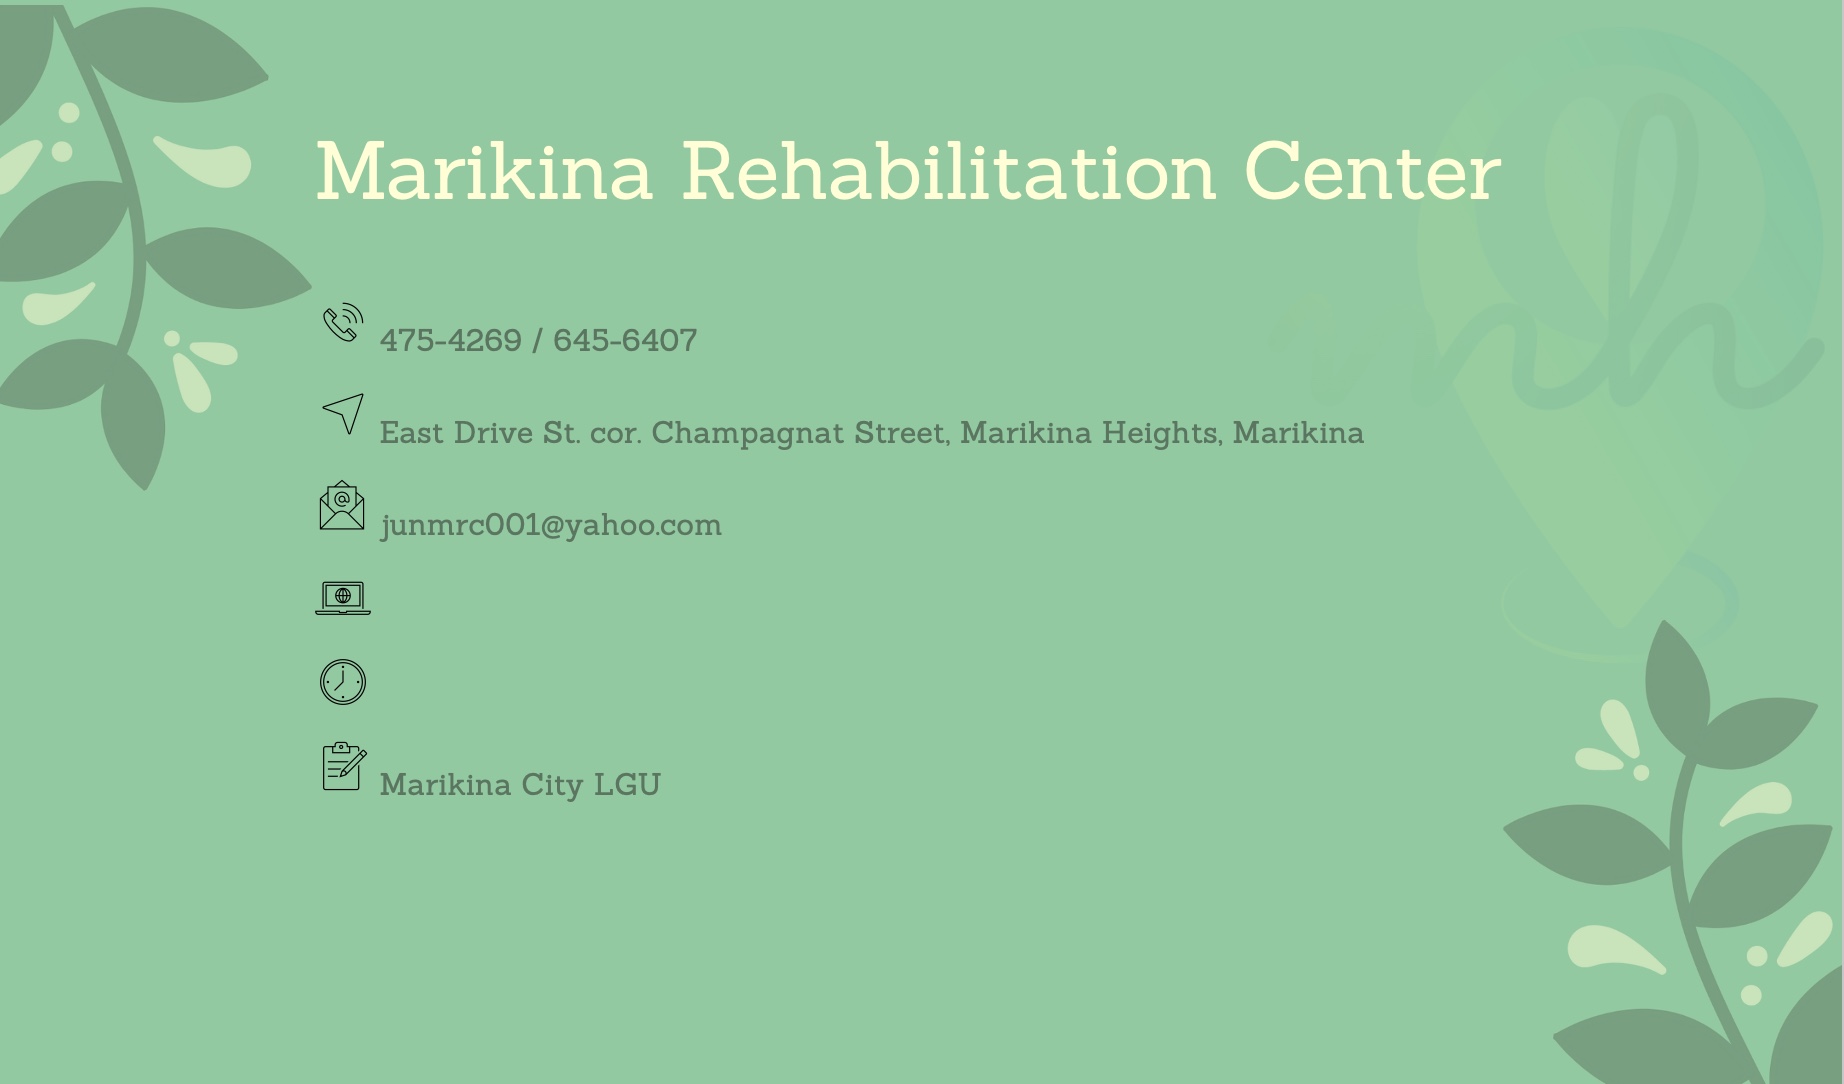 Marikina Rehabilitation Center
475-4269 / 645-6407
East Drive St. cor. Champagnat Street, Marikina Heights, Marikina
junmrc001@yahoo.com
Marikina City LGU